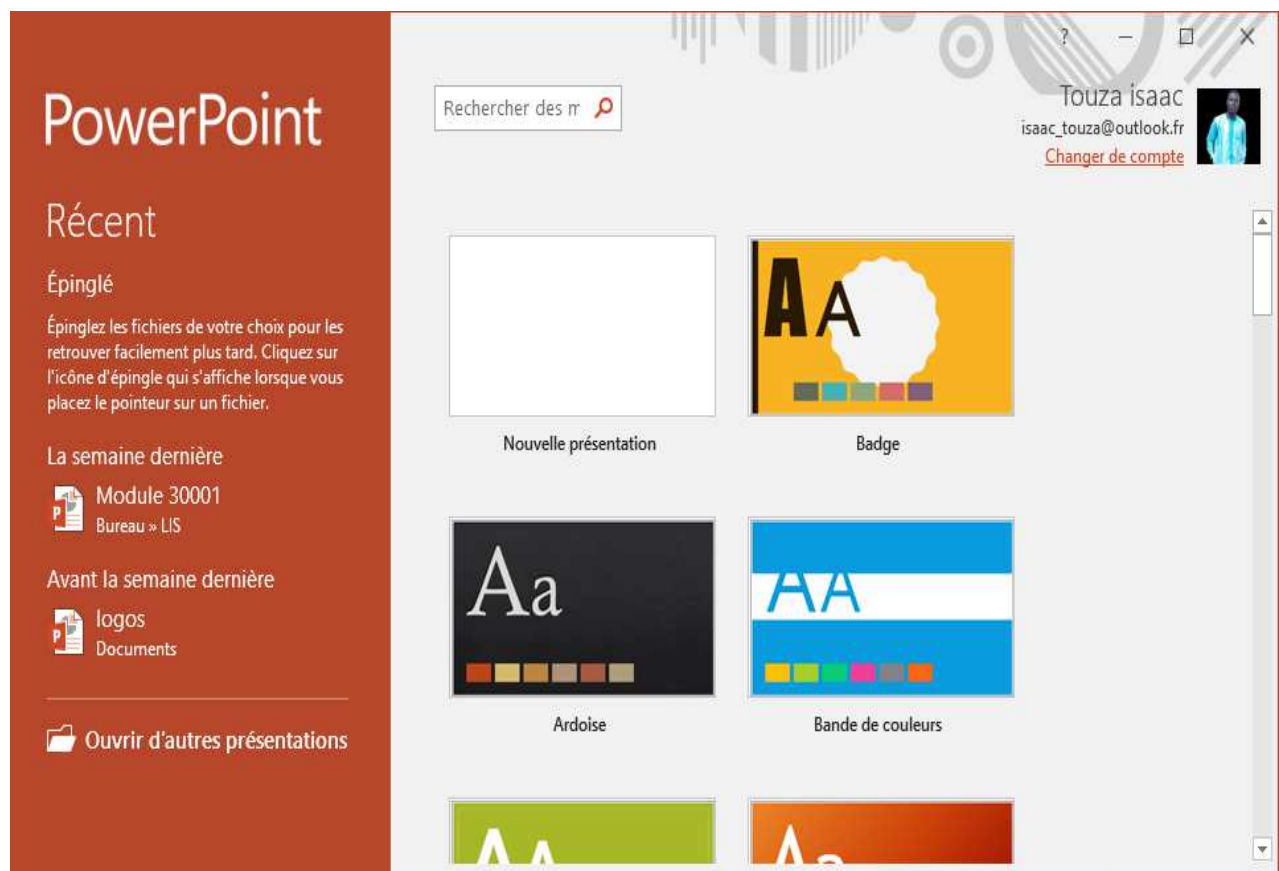 PowerPoint
Récent
Épinglé
Épinglez les fichiers de votre choix pour les
retrouver facilement plus tard. Cliquez sur
l'icône d'épingle qui s'affiche lorsque vous
placez le pointeur sur un fichier.
La semaine dernière
Module 30001
Bureau » LIS
Avant la semaine dernière
logos
Documents
Ouvrir d'autres présentations
?
Rechercher des m
Touza isaac
isaac_touza@outlook.fr
Changer de compte
Nouvelle présentation
AA
Badge
Aa
Ardoise
AA
Bande de couleurs
AA
Aa